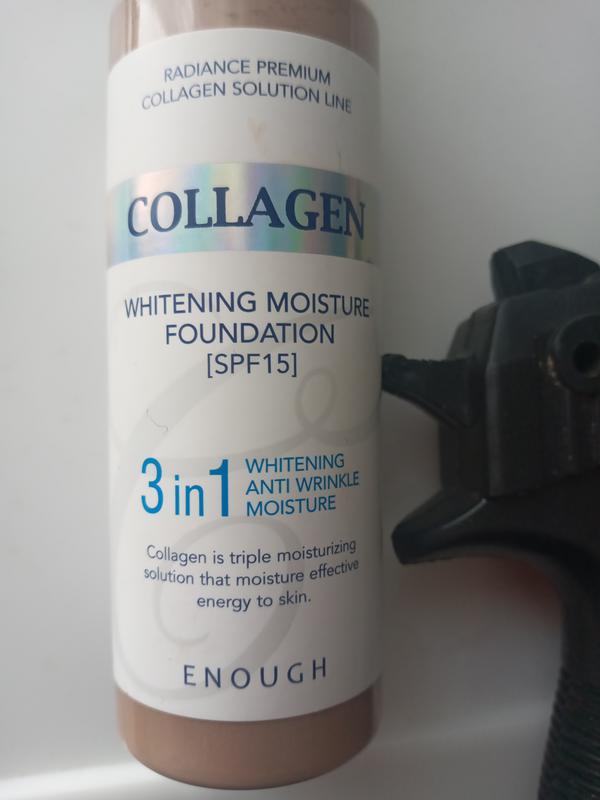 RADIANCE PREMIUM
COLLAGEN SOLUTION LINE
COLLAGEN
WHITENING MOISTURE
FOUNDATION
[SPF15]
3 in 1
WHITENING
ANTI WRINKLE
MOISTURE
Collagen is triple moisturizing
solution that moisture effective
energy to skin.
ENOUGH